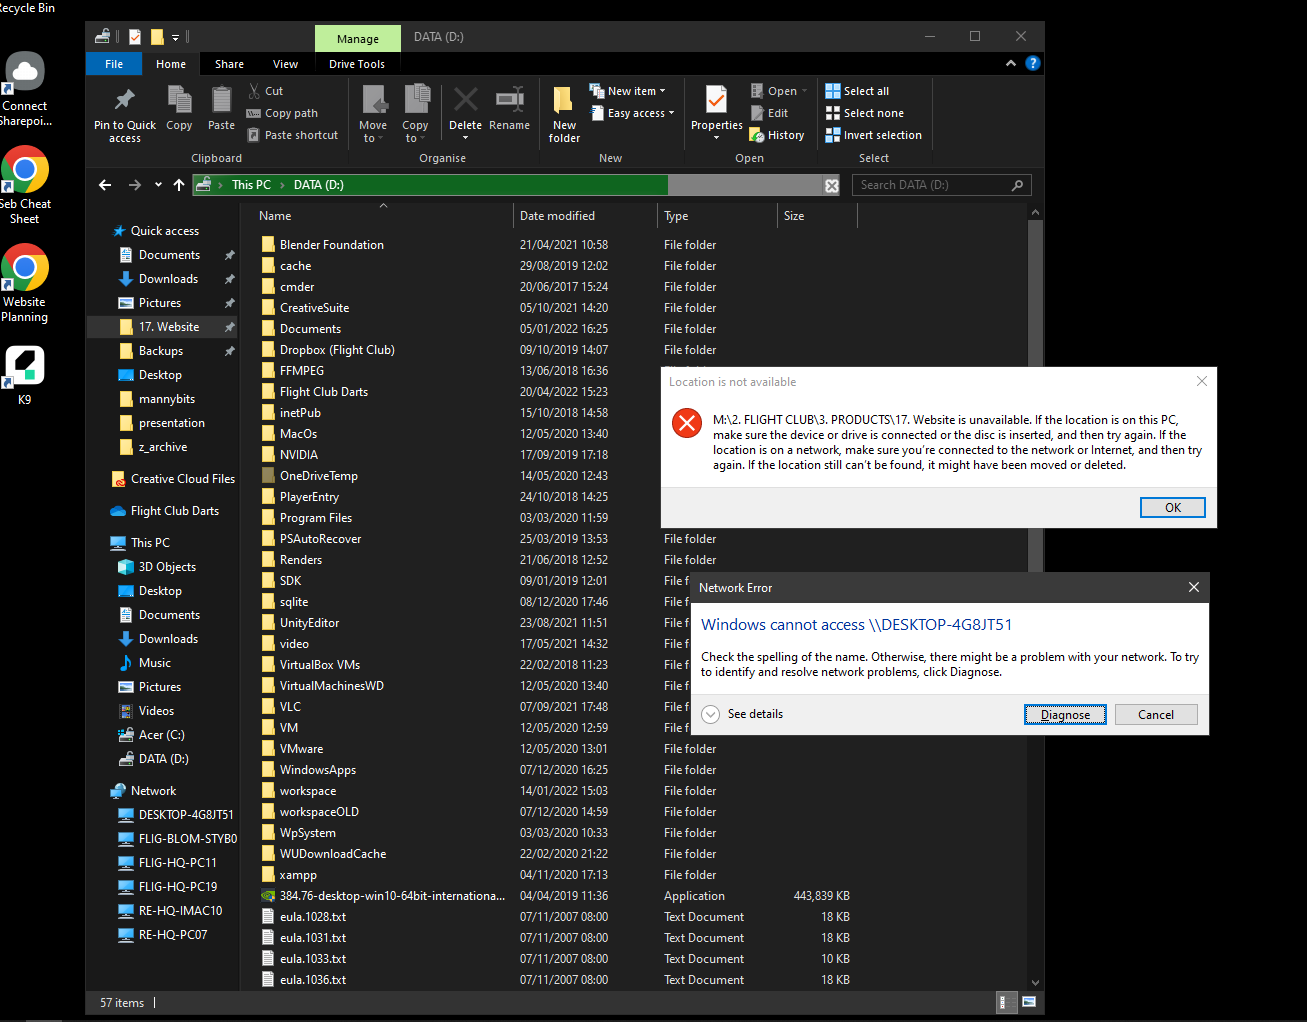 Recycle Bin
Connect
Sharepoi...
Seb Cheat
Sheet
Website
Planning
K9
Manage
DATA (D:)
File
Home
Share
View
Drive Tools
Pin to Quick
access
Copy
Paste
Cut
Copy path
Paste shortcut
Clipboard
Move
to
Copy
to
Delete
Rename
Organise
New
folder
New item
Easy access
New
Properties
Open
Edit
History
Open
Select all
Select none
Invert selection
Select
This PC > DATA (D:)
Search DATA (D:)
Quick access
Documents
Downloads
Pictures
17. Website
Backups
Desktop
mannybits
presentation
z_archive
Creative Cloud Files
Flight Club Darts
This PC
3D Objects
Desktop
Documents
Downloads
Music
Pictures
Videos
Acer (C:)
DATA (D:)
Network
DESKTOP-4G8JT51
FLIG-BLOM-STYB0
FLIG-HQ-PC11
FLIG-HQ-PC19
RE-HQ-IMAC10
RE-HQ-PC07
Name Date modified Type Size
Blender Foundation 21/04/2021 10:58 File folder
cache 29/08/2019 12:02 File folder
cmder 20/06/2017 15:24 File folder
CreativeSuite 05/10/2021 14:20 File folder
Documents 05/01/2022 16:25 File folder
Dropbox (Flight Club) 09/10/2019 14:07 File folder
FFMPEG 13/06/2018 16:36
Flight Club Darts 20/04/2022 15:23
inetPub 15/10/2018 14:58
MacOs 12/05/2020 13:40
NVIDIA 17/09/2019 17:18
OneDriveTemp 14/05/2020 12:43
PlayerEntry 24/10/2018 14:25
Program Files 03/03/2020 11:59
PSAutoRecover 25/03/2019 13:53 File folder
Renders 21/06/2018 12:52 File folder
SDK 09/01/2019 12:01 File f
sqlite 08/12/2020 17:46 File f
UnityEditor 23/08/2021 11:51 File f
video 17/05/2021 14:32 File f
VirtualBox VMs 22/02/2018 11:23 File f
VirtualMachinesWD 12/05/2020 13:40 File f
VLC 07/09/2021 17:48 File f
VM 12/05/2020 12:59 File f
VMware 12/05/2020 13:01 File folder
WindowsApps 07/12/2020 16:25 File folder
workspace 14/01/2022 15:03 File folder
workspaceOLD 07/12/2020 14:59 File folder
WpSystem 03/03/2020 10:33 File folder
WUDownloadCache 22/02/2020 21:22 File folder
xampp 04/11/2020 17:13 File folder
384.76-desktop-win10-64bit-internationa... 04/04/2019 11:36 Application 443,839 KB
eula.1028.txt 07/11/2007 08:00 Text Document 18 KB
eula.1031.txt 07/11/2007 08:00 Text Document 18 KB
eula.1033.txt 07/11/2007 08:00 Text Document 10 KB
eula.1036.txt 07/11/2007 08:00 Text Document 18 KB
57 items
Location is not available
M:\2. FLIGHT CLUB\3. PRODUCTS\17. Website is unavailable. If the location is on this PC,
make sure the device or drive is connected or the disc is inserted, and then try again. If the
location is on a network, make sure you're connected to the network or Internet, and then try
again. If the location still can't be found, it might have been moved or deleted.
OK
Network Error
Windows cannot access \\DESKTOP-4G8JT51
Check the spelling of the name. Otherwise, there might be a problem with your network. To try
to identify and resolve network problems, click Diagnose.
See details
Diagnose
Cancel